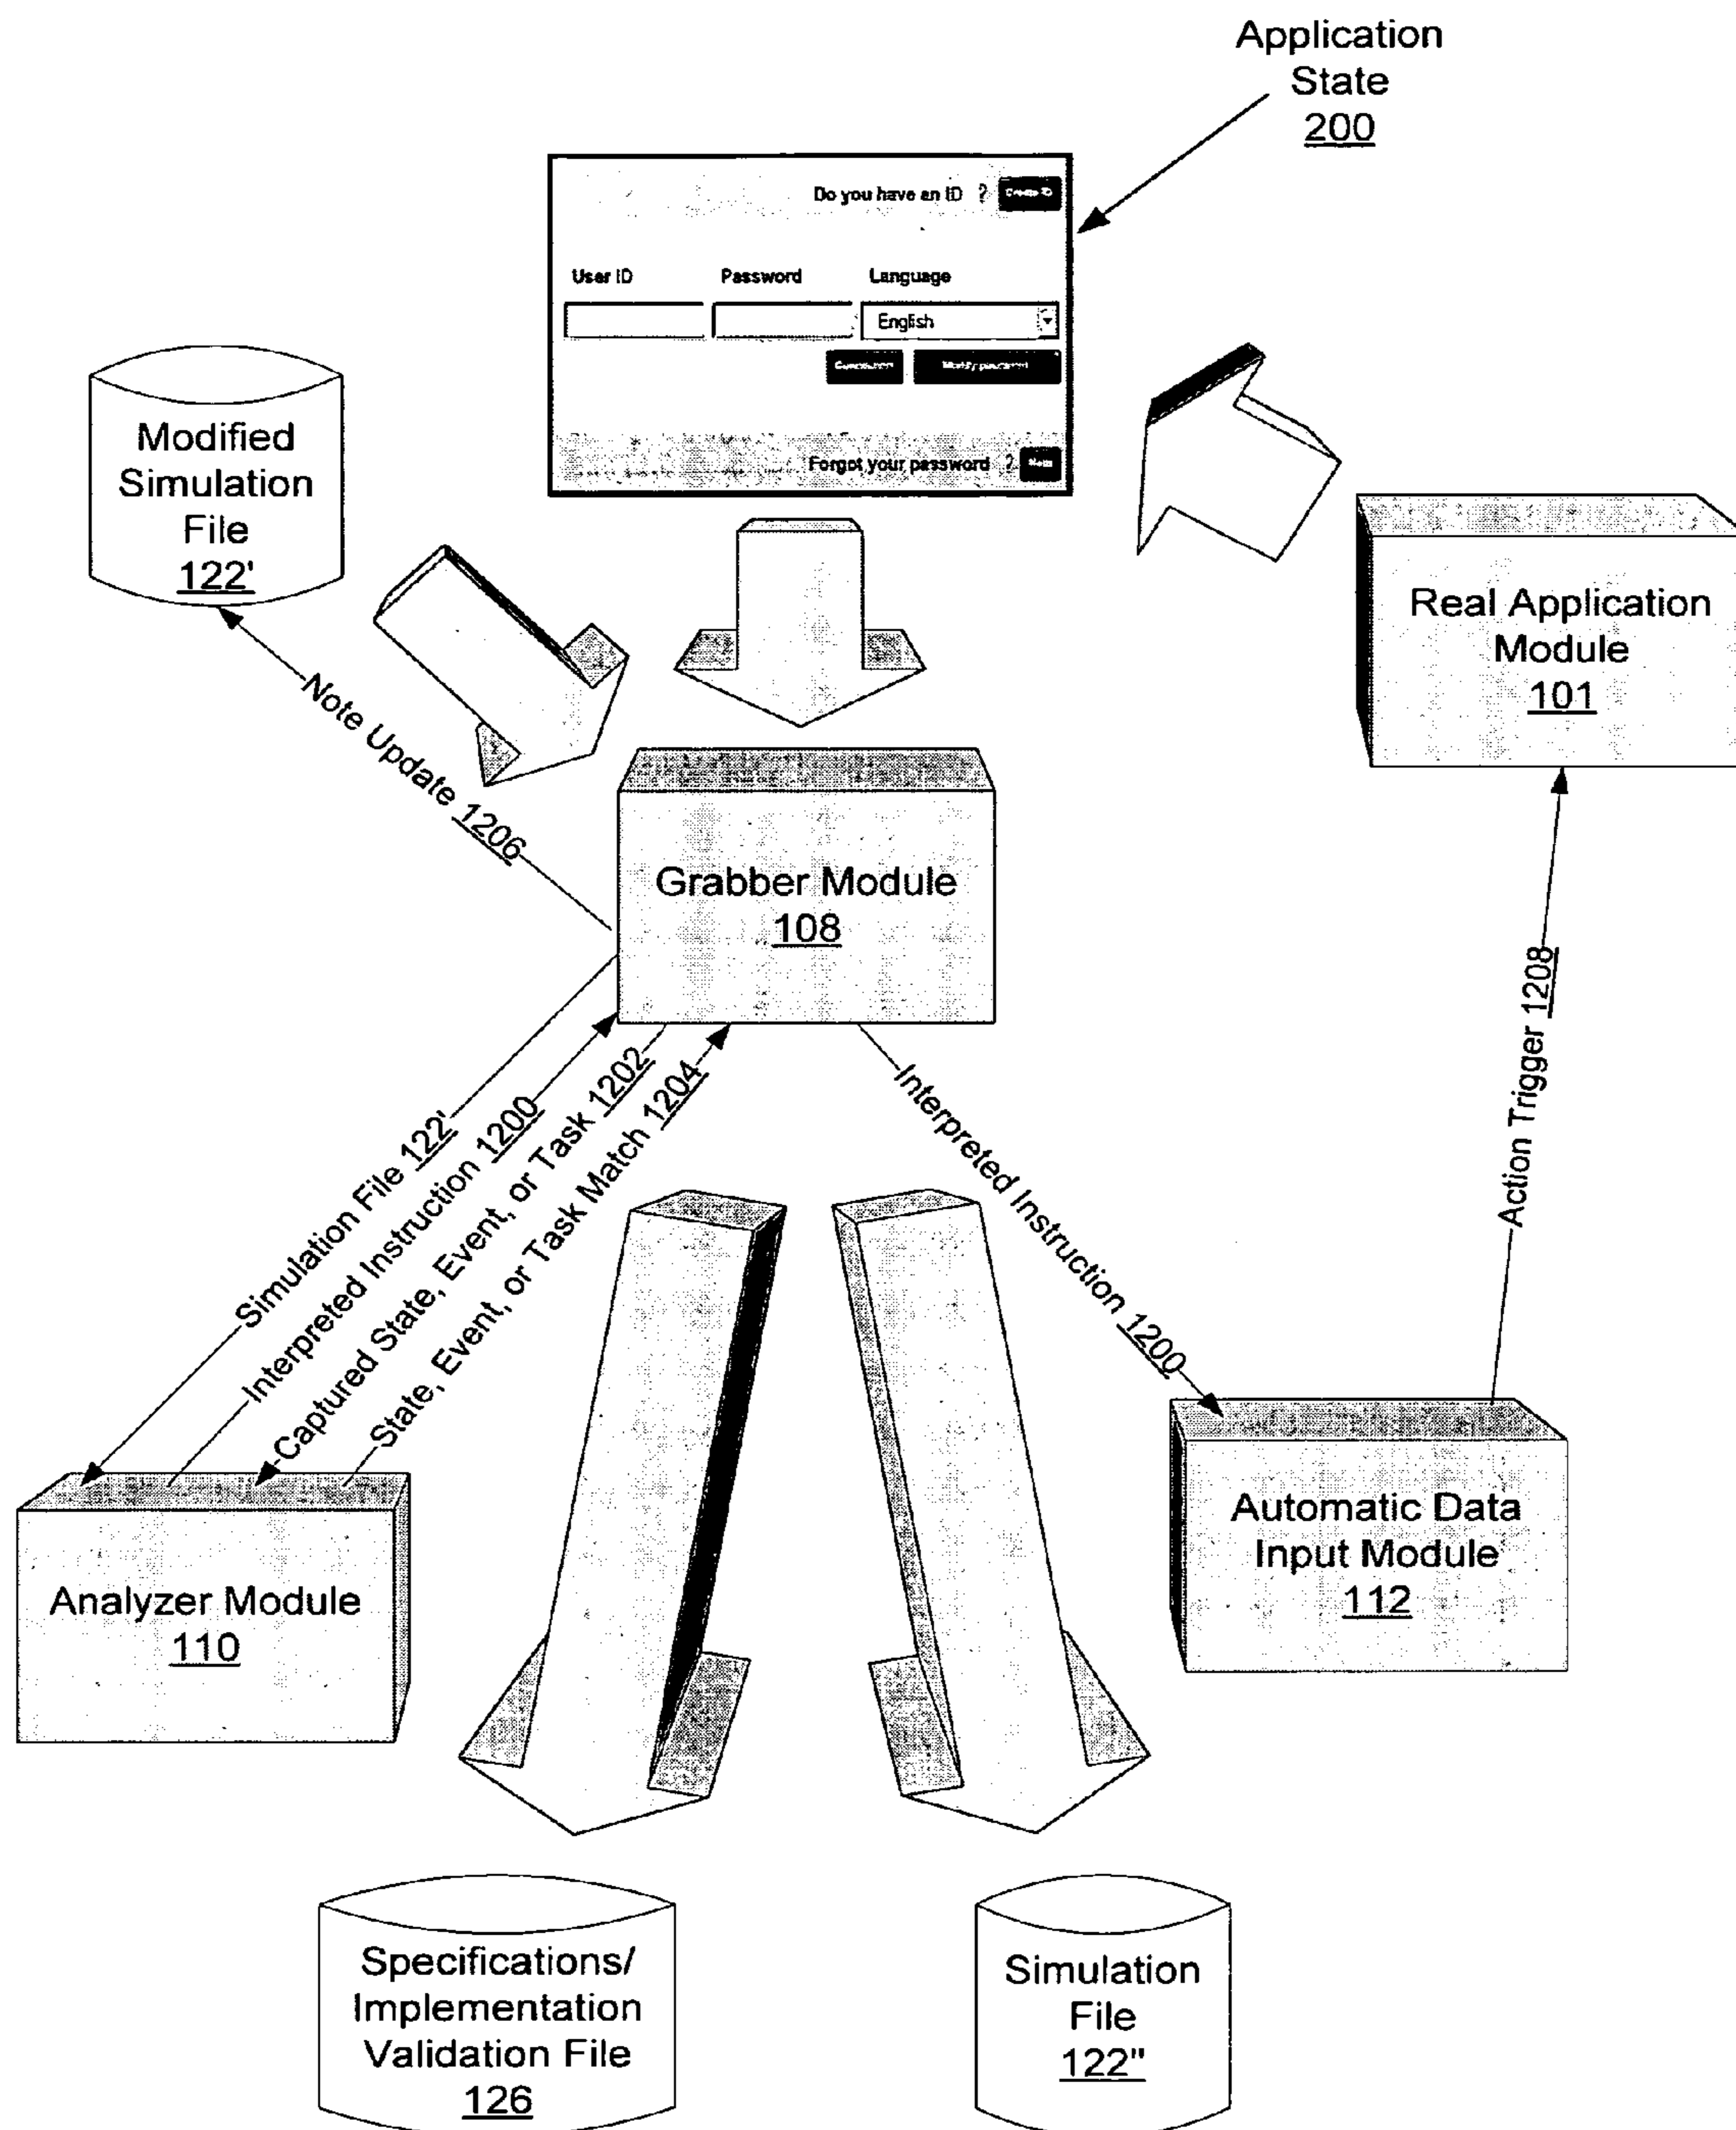 Application
State
200
Do you have an ID ?
User ID Password Language
English
Forgot your password ?
Modified
Simulation
File
122'
Real Application
Module
101
Note Update 1206
Grabber Module
108
Action Trigger 1208
Simulation File 122'
Interpreted Instruction 1200
Captured State, Event, or Task 1202
State, Event, or Task Match 1204
Interpreted Instruction 1200
Analyzer Module
110
Automatic Data
Input Module
112
Specifications/
Implementation
Validation File
126
Simulation
File
122"